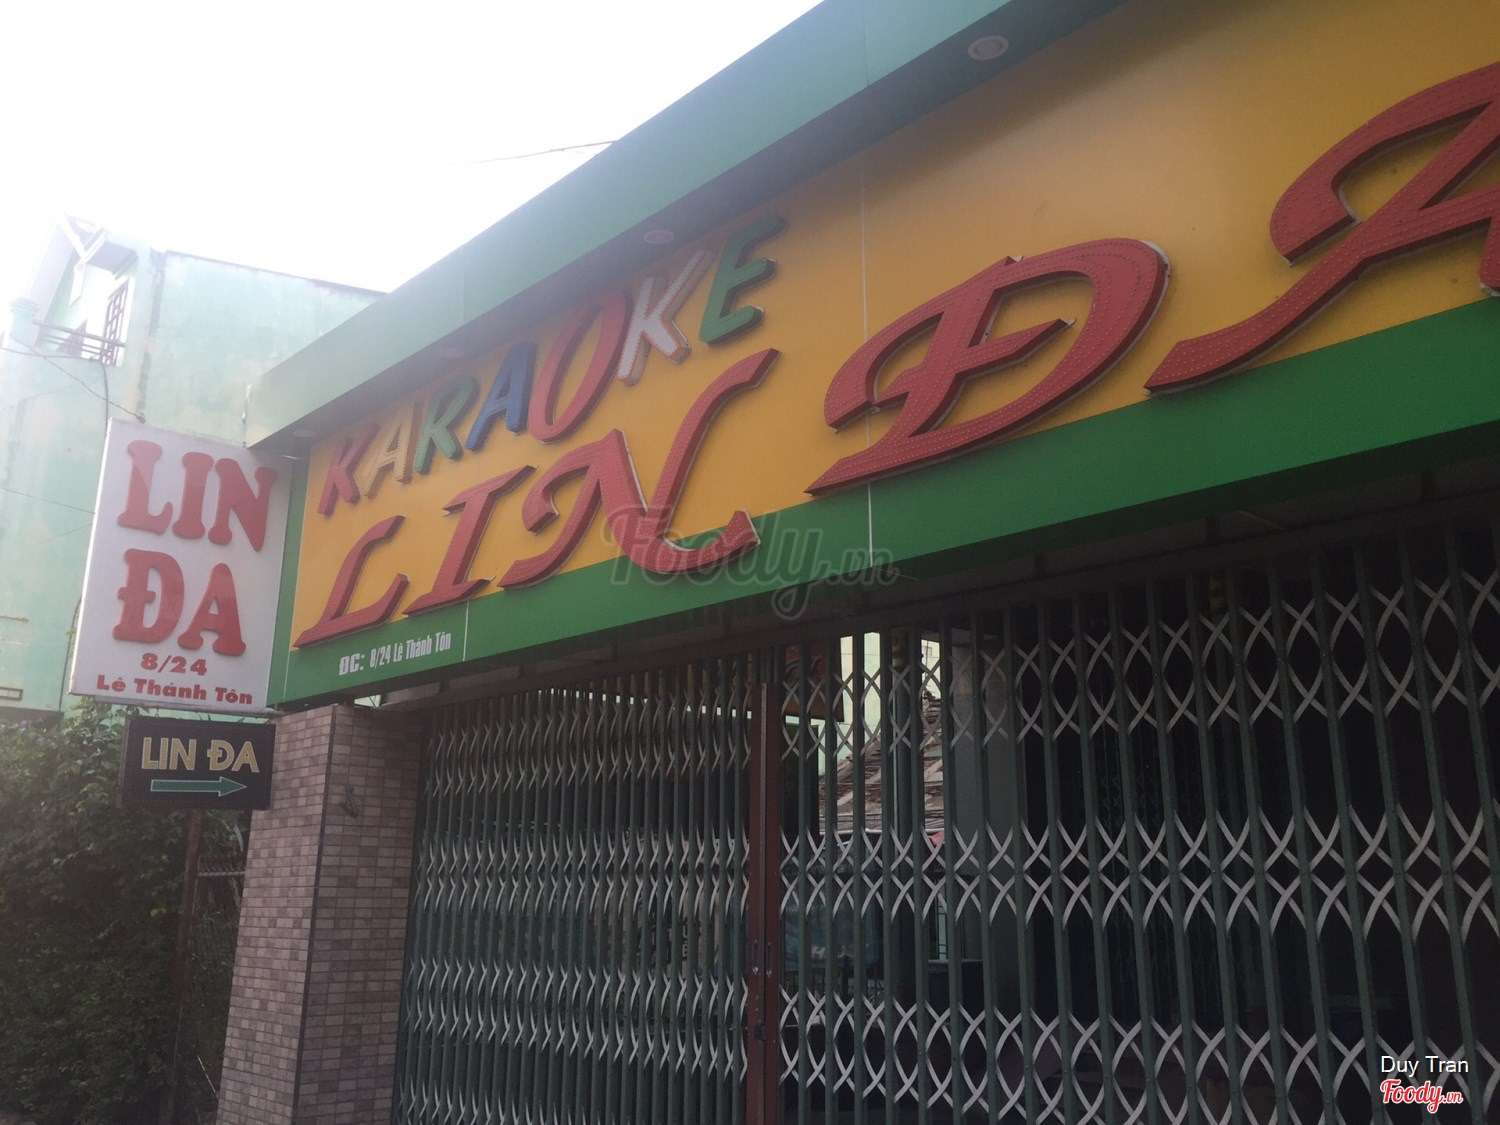 KARAOKE
LIN ĐA
ĐC: 8/24 Lê Thánh Tôn
LIN
ĐA
8/24
Lê Thánh Tôn
LIN ĐA
Foody.vn
Duy Tran
Foody.vn